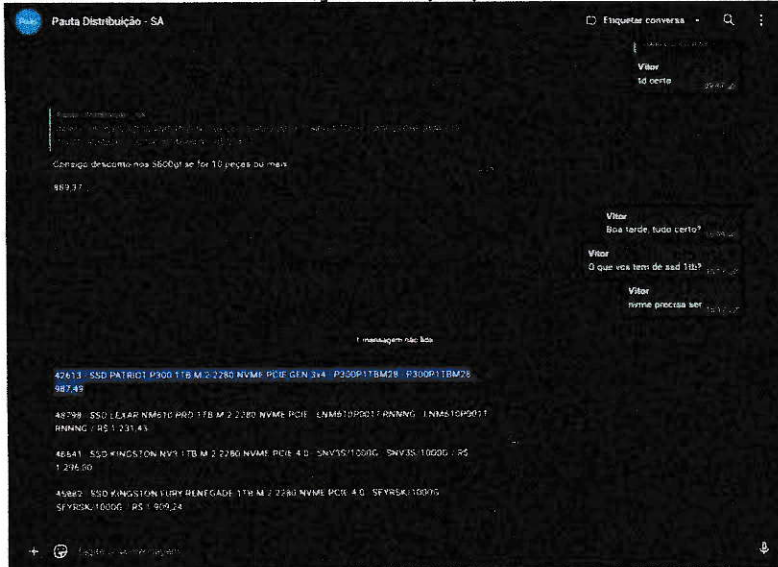 Pauta Distribuição - SA
Etiquetar conversa
Vitor
td certo
Consigo desconto nos 5600gt se for 10 peças ou mais
889,37
Vitor
Boa tarde, tudo certo?
Vitor
O que vcs tem de ssd 1tb?
Vitor
nvme precisa ser
1 mensagem não lida
42613 - SSD PATRIOT P300 1TB M.2 2280 NVME PCIE GEN 3x4 - P300P1TBM28 - P300P1TBM28
987,49
48798 - SSD LEXAR NM610 PRO 1TB M.2 2280 NVME PCIE - LNM610P001T RNNNG - LNM610P001T
RNNNG / R$ 1.231,43
SSD KINGSTON NV3 1TB M.2 2280 NVME PCIE 4.0 - SNV3S/1000G - SNV3S/1000G / R$
1.296,00
SSD KINGSTON FURY RENEGADE 1TB M.2 2280 NVME PCIE 4.0 - SFYRSK/1000G -
SFYRSK/1000G / R$ 1.909,24